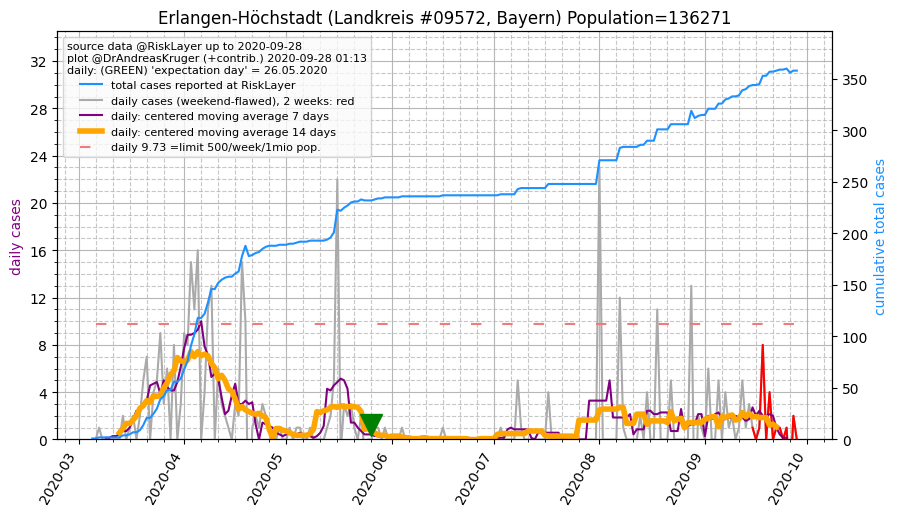 Erlangen-Höchstadt (Landkreis #09572, Bayern) Population=136271
source data @RiskLayer up to 2020-09-28
plot @DrAndreasKruger (+contrib.) 2020-09-28 01:13
daily: (GREEN) 'expectation day' = 26.05.2020
total cases reported at RiskLayer
daily cases (weekend-flawed), 2 weeks: red
daily: centered moving average 7 days
daily: centered moving average 14 days
daily 9.73 =limit 500/week/1mio pop.
daily cases
32
28
24
20
16
12
8
4
0
350
300
250
200
150
100
50
0
cumulative total cases
2020-03
2020-04
2020-05
2020-06
2020-07
2020-08
2020-09
2020-10